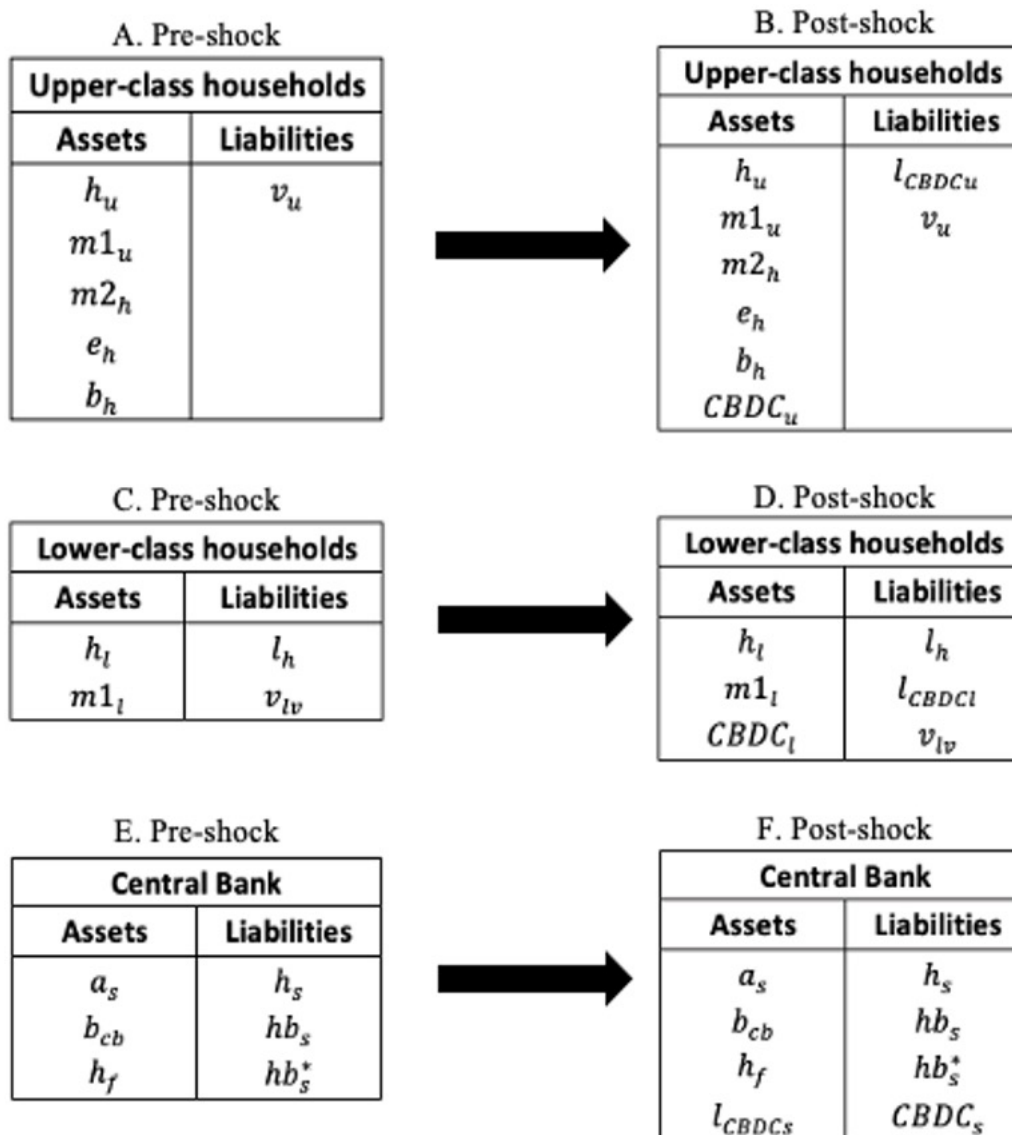 A. Pre-shock
Upper-class households
Assets Liabilities
h_u v_u
m1_u
m2_h
e_h
b_h
B. Post-shock
Upper-class households
Assets Liabilities
h_u l_CBDCu
m1_u v_u
m2_h
e_h
b_h
CBDC_u
C. Pre-shock
Lower-class households
Assets Liabilities
h_l l_h
m1_l v_lv
D. Post-shock
Lower-class households
Assets Liabilities
h_l l_h
m1_l l_CBDCl
CBDC_l v_lv
E. Pre-shock
Central Bank
Assets Liabilities
a_s h_s
b_cb hb_s
h_f hb_s^*
F. Post-shock
Central Bank
Assets Liabilities
a_s h_s
b_cb hb_s
h_f hb_s^*
l_CBDCs CBDC_s